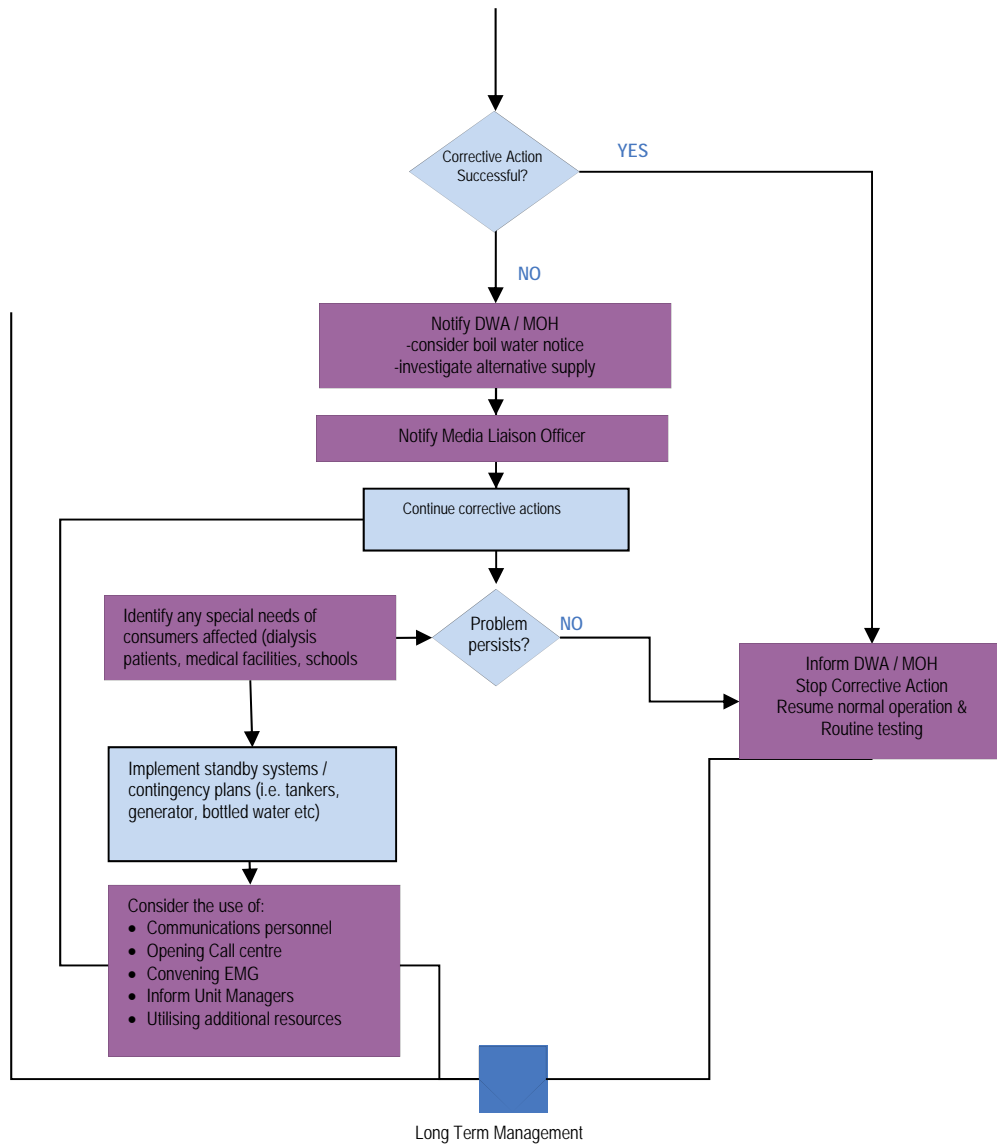 Corrective Action
Successful?
YES
NO
Notify DWA / MOH
-consider boil water notice
-investigate alternative supply
Notify Media Liaison Officer
Continue corrective actions
Identify any special needs of
consumers affected (dialysis
patients, medical facilities, schools
Problem
persists?
NO
Inform DWA / MOH
Stop Corrective Action
Resume normal operation &
Routine testing
Implement standby systems /
contingency plans (i.e. tankers,
generator, bottled water etc)
Consider the use of:
• Communications personnel
• Opening Call centre
• Convening EMG
• Inform Unit Managers
• Utilising additional resources
Long Term Management